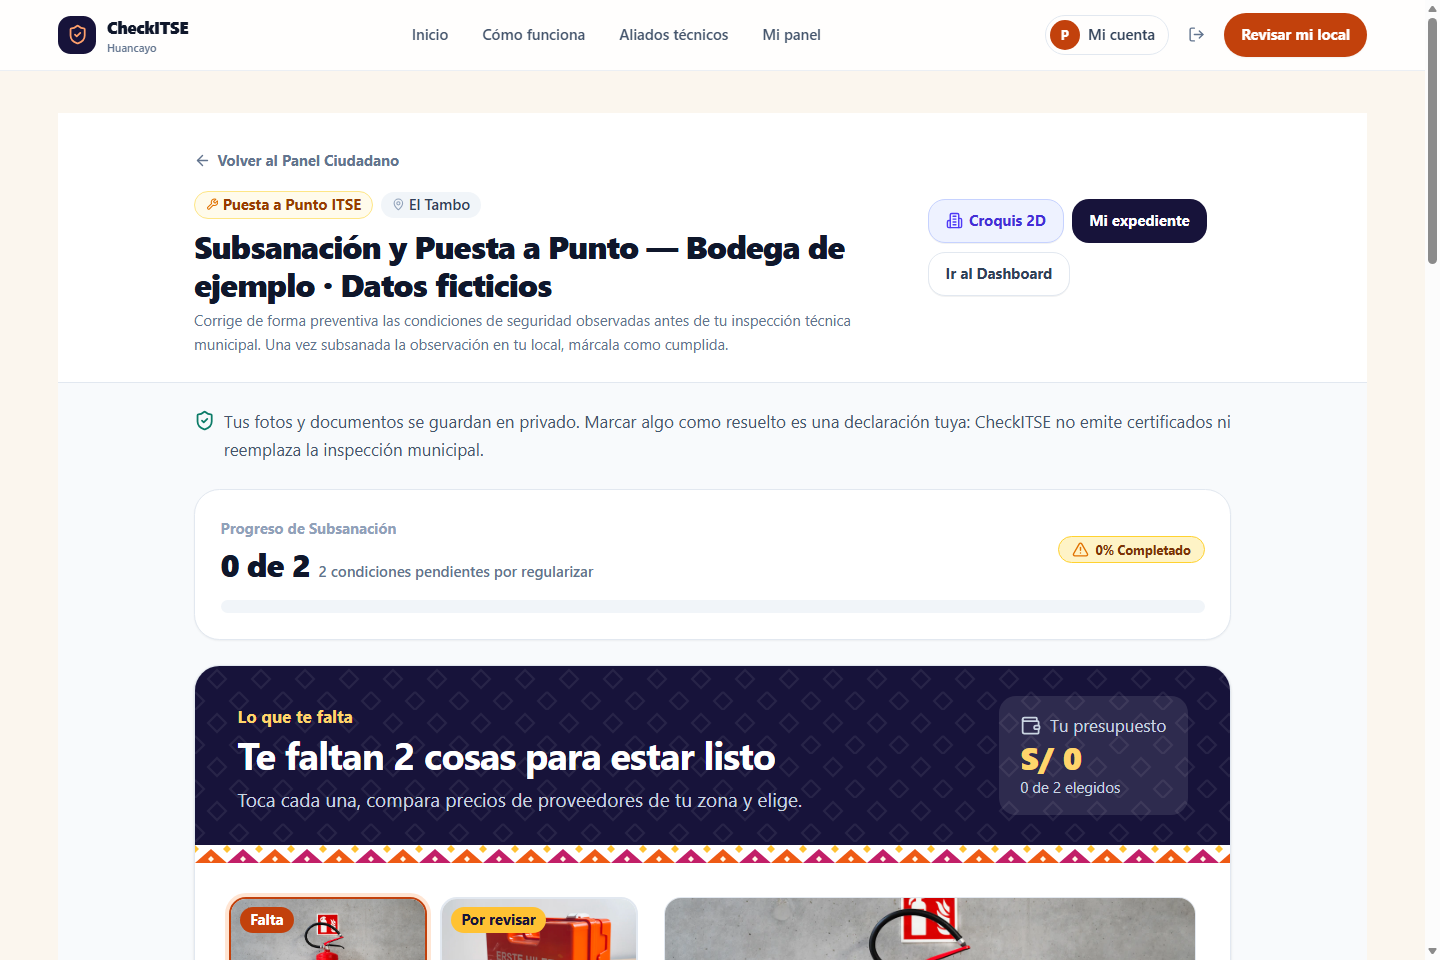 CheckITSE
Huancayo
Inicio
Cómo funciona
Aliados técnicos
Mi panel
P
Mi cuenta
Revisar mi local
Volver al Panel Ciudadano
Puesta a Punto ITSE
El Tambo
Subsanación y Puesta a Punto — Bodega de
ejemplo · Datos ficticios
Corrige de forma preventiva las condiciones de seguridad observadas antes de tu inspección técnica
municipal. Una vez subsanada la observación en tu local, márcala como cumplida.
Croquis 2D
Mi expediente
Ir al Dashboard
Tus fotos y documentos se guardan en privado. Marcar algo como resuelto es una declaración tuya: CheckITSE no emite certificados ni
reemplaza la inspección municipal.
Progreso de Subsanación
0 de 2 2 condiciones pendientes por regularizar
0% Completado
Lo que te falta
Te faltan 2 cosas para estar listo
Toca cada una, compara precios de proveedores de tu zona y elige.
Tu presupuesto
S/ 0
0 de 2 elegidos
Falta
Por revisar